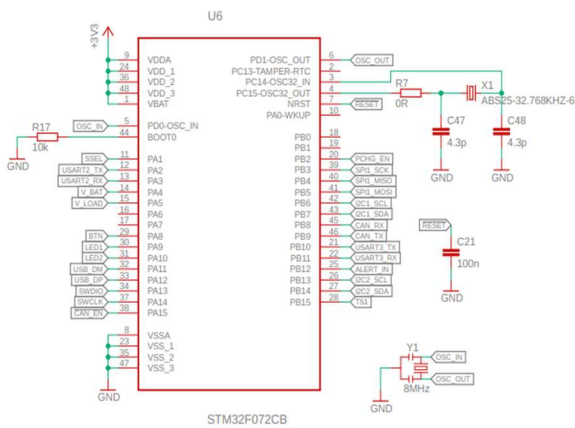 U6
+3V3
9 VDDA
24 VDD_1
36 VDD_2
48 VDD_3
1 VBAT
OSC_IN 5 PD0-OSC_IN
R17
10k
44 BOOT0
GND
SSEL 11 PA1
USART2_TX 12 PA2
USART2_RX 13 PA3
V_BAT 14 PA4
V_LOAD 15 PA5
16 PA6
17 PA7
BTN 29 PA8
LED1 30 PA9
LED2 31 PA10
USB_DM 32 PA11
USB_DP 33 PA12
SWDIO 34 PA13
SWCLK 37 PA14
CAN_EN 38 PA15
8 VSSA
23 VSS_1
35 VSS_2
47 VSS_3
GND
PD1-OSC_OUT 6 OSC_OUT
PC13-TAMPER-RTC 2
PC14-OSC32_IN 3
PC15-OSC32_OUT 4
NRST 7 RESET
PA0-WKUP 10
PB0 18
PB1 19
PB2 20 PCHG_EN
PB3 39 SPI1_SCK
PB4 40 SPI1_MISO
PB5 41 SPI1_MOSI
PB6 42 I2C1_SCL
PB7 43 I2C1_SDA
PB8 45 CAN_RX
PB9 46 CAN_TX
PB10 21 USART3_TX
PB11 22 USART3_RX
PB12 25 ALERT_IN
PB13 26 I2C2_SCL
PB14 27 I2C2_SDA
PB15 28 TS1
STM32F072CB
R7
0R
X1
ABS25-32.768KHZ-6
C47
4.3p
GND
C48
4.3p
GND
RESET
C21
100n
GND
Y1
OSC_IN
OSC_OUT
8MHz
GND